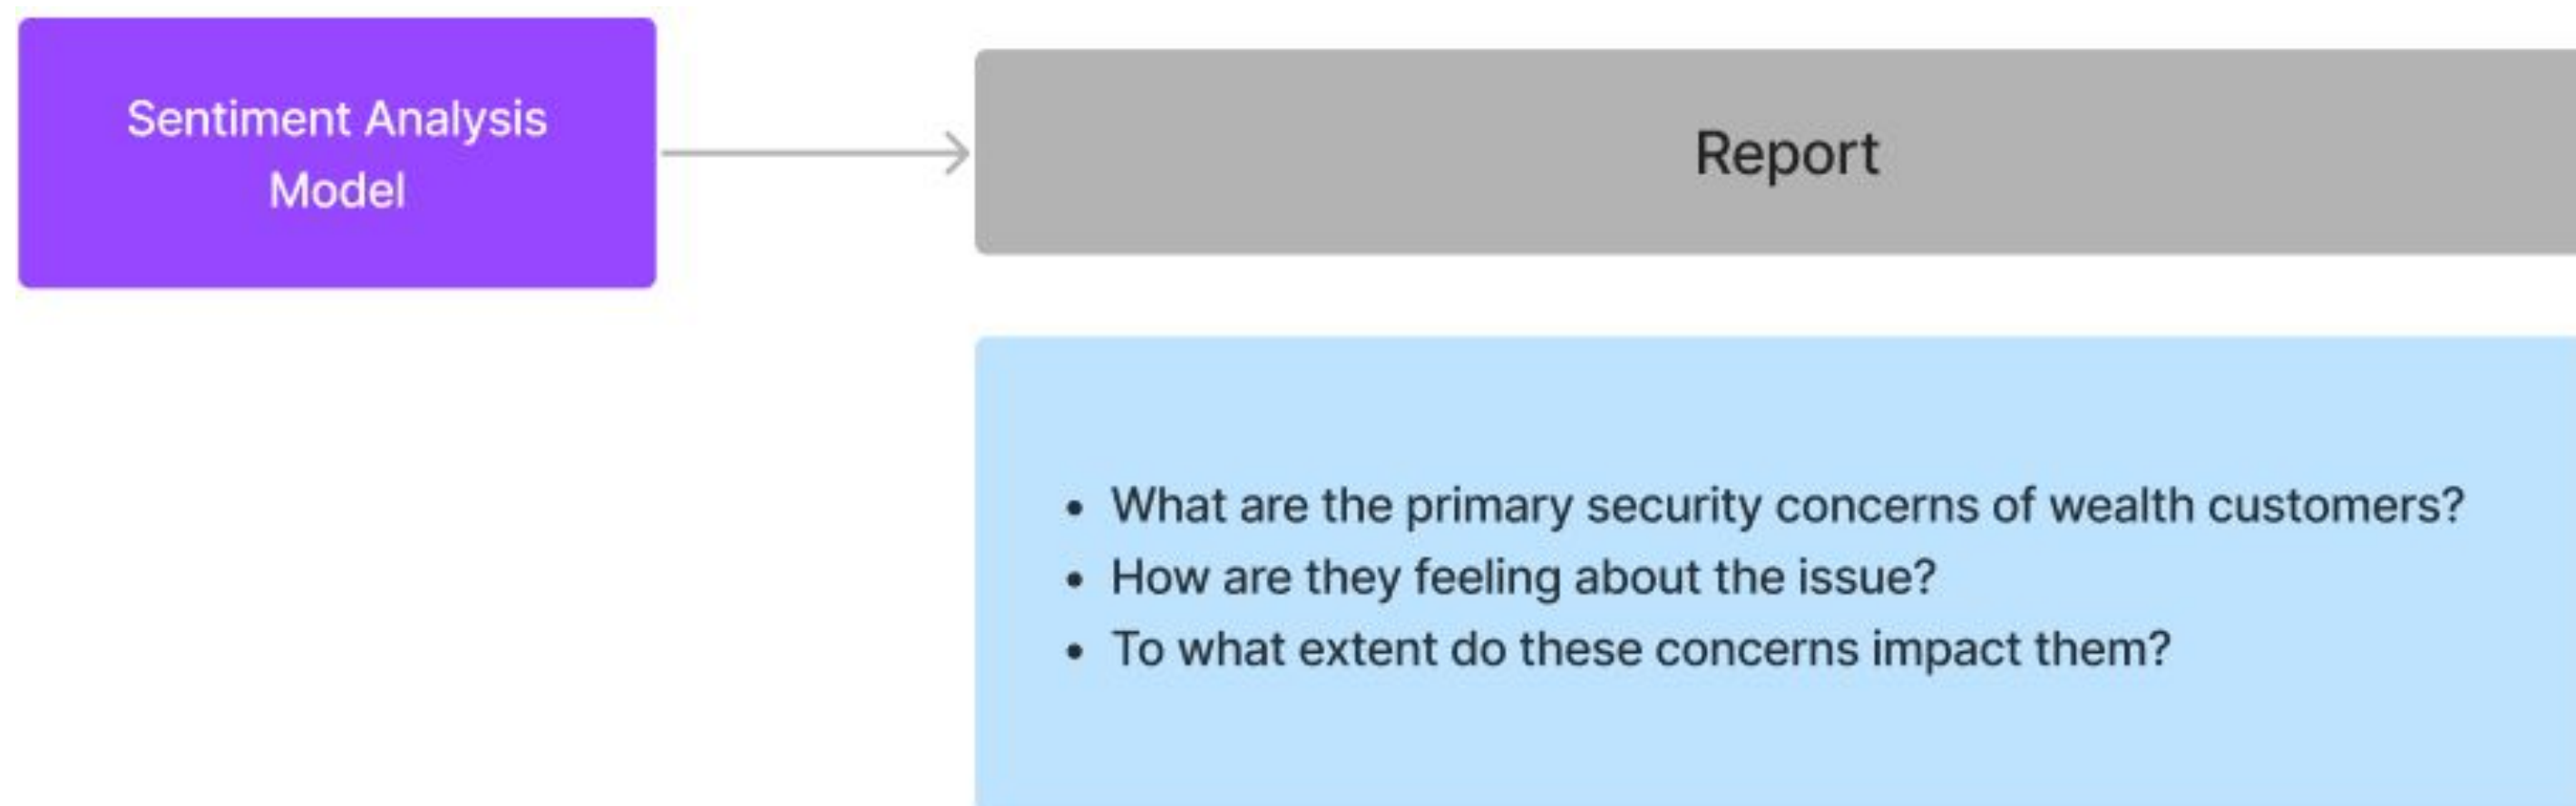 Sentiment Analysis
Model
Report
• What are the primary security concerns of wealth customers?
• How are they feeling about the issue?
• To what extent do these concerns impact them?